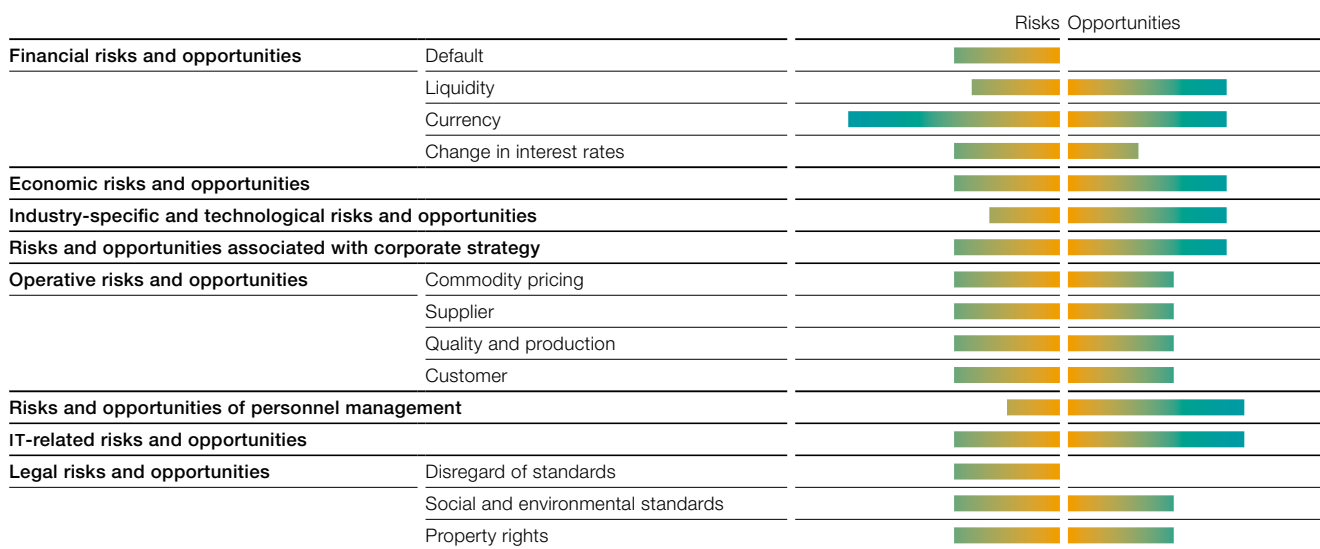 Risks Opportunities
Financial risks and opportunities Default
Liquidity
Currency
Change in interest rates
Economic risks and opportunities
Industry-specific and technological risks and opportunities
Risks and opportunities associated with corporate strategy
Operative risks and opportunities Commodity pricing
Supplier
Quality and production
Customer
Risks and opportunities of personnel management
IT-related risks and opportunities
Legal risks and opportunities Disregard of standards
Social and environmental standards
Property rights